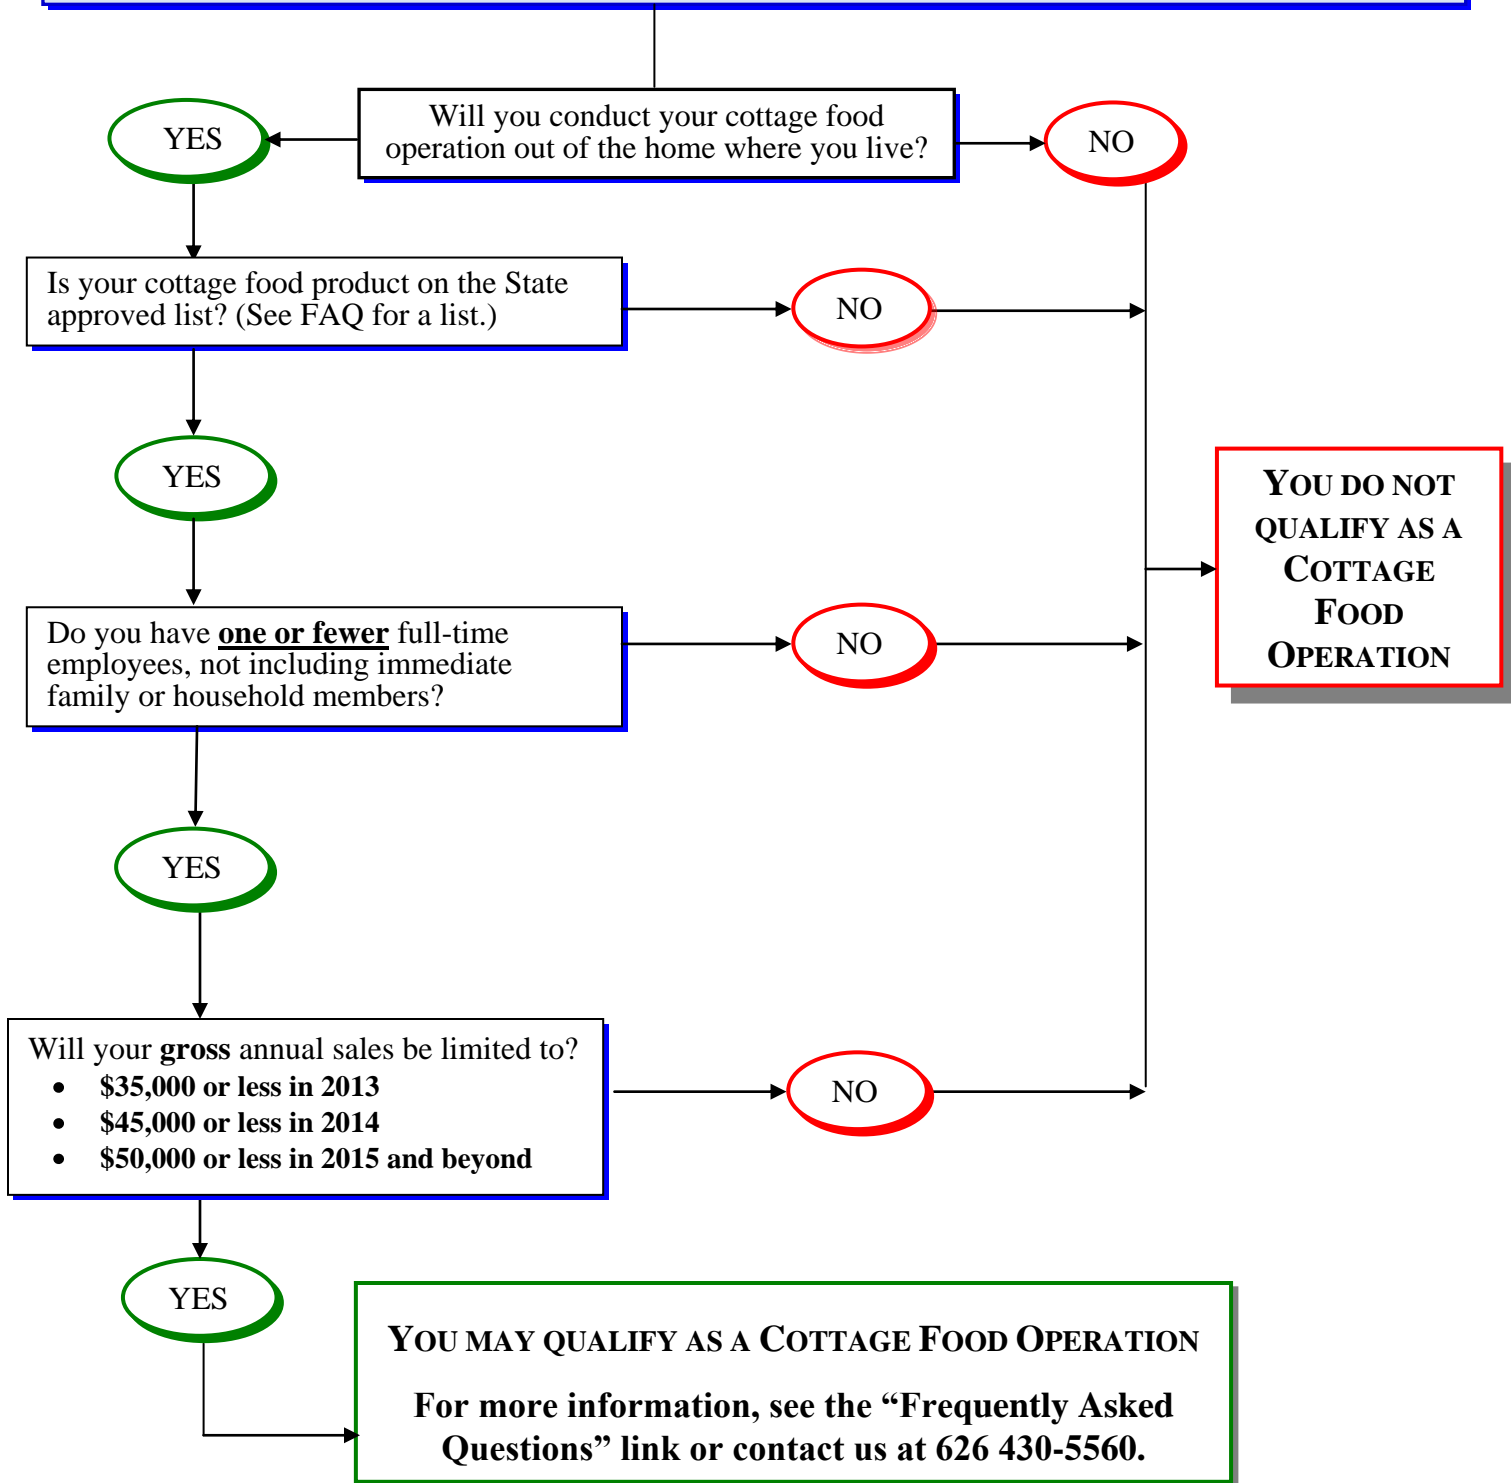 Will you conduct your cottage food
operation out of the home where you live?
YES
NO
Is your cottage food product on the State
approved list? (See FAQ for a list.)
NO
YES
YOU DO NOT
QUALIFY AS A
COTTAGE
FOOD
OPERATION
Do you have one or fewer full-time
employees, not including immediate
family or household members?
NO
YES
Will your gross annual sales be limited to?
• $35,000 or less in 2013
• $45,000 or less in 2014
• $50,000 or less in 2015 and beyond
NO
YES
YOU MAY QUALIFY AS A COTTAGE FOOD OPERATION
For more information, see the “Frequently Asked
Questions” link or contact us at 626 430-5560.